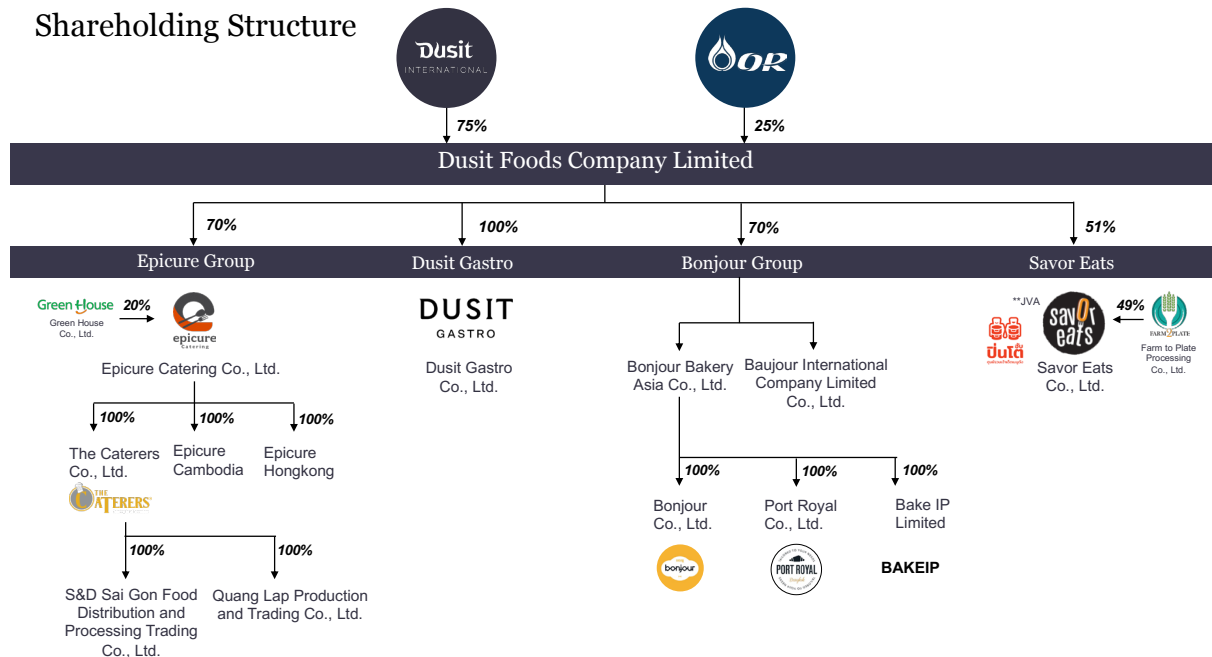 Shareholding Structure
Dusit
INTERNATIONAL
OR
75%
25%
Dusit Foods Company Limited
70%
100%
70%
51%
Epicure Group
Dusit Gastro
Bonjour Group
Savor Eats
Green House
20%
Green House
Co., Ltd.
epicure
Catering
DUSIT
GASTRO
**JVA
ปิ่นโต
savor
eats
49%
FARM2PLATE
Farm to Plate
Processing
Co., Ltd.
Epicure Catering Co., Ltd.
Dusit Gastro
Co., Ltd.
Bonjour Bakery
Asia Co., Ltd.
Baujour International
Company Limited
Co., Ltd.
Savor Eats
Co., Ltd.
100%
100%
100%
The Caterers
Co., Ltd.
Epicure
Cambodia
Epicure
Hongkong
THE
CATERERS
100%
100%
100%
Bonjour
Co., Ltd.
Port Royal
Co., Ltd.
Bake IP
Limited
bonjour
PORT ROYAL
BAKEIP
100%
100%
S&D Sai Gon Food
Distribution and
Processing Trading
Co., Ltd.
Quang Lap Production
and Trading Co., Ltd.